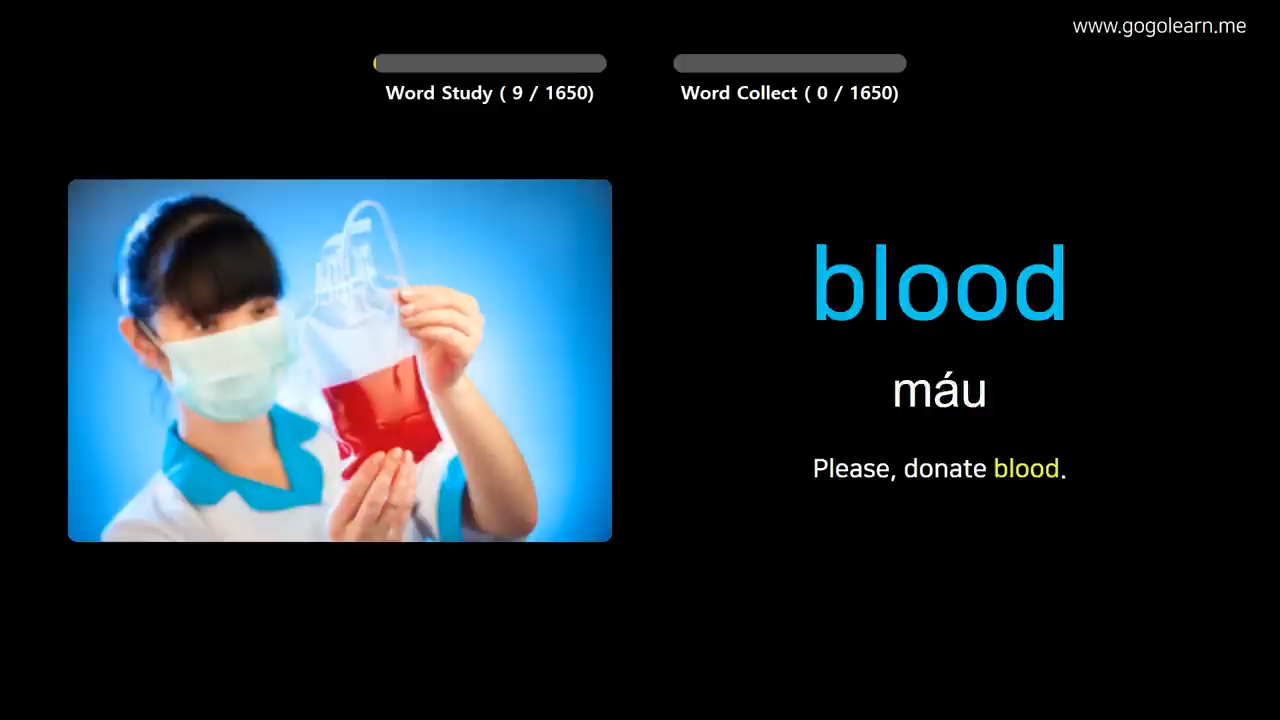 www.gogolearn.me
Word Study ( 9 / 1650)
Word Collect ( 0 / 1650)
blood
máu
Please, donate blood.